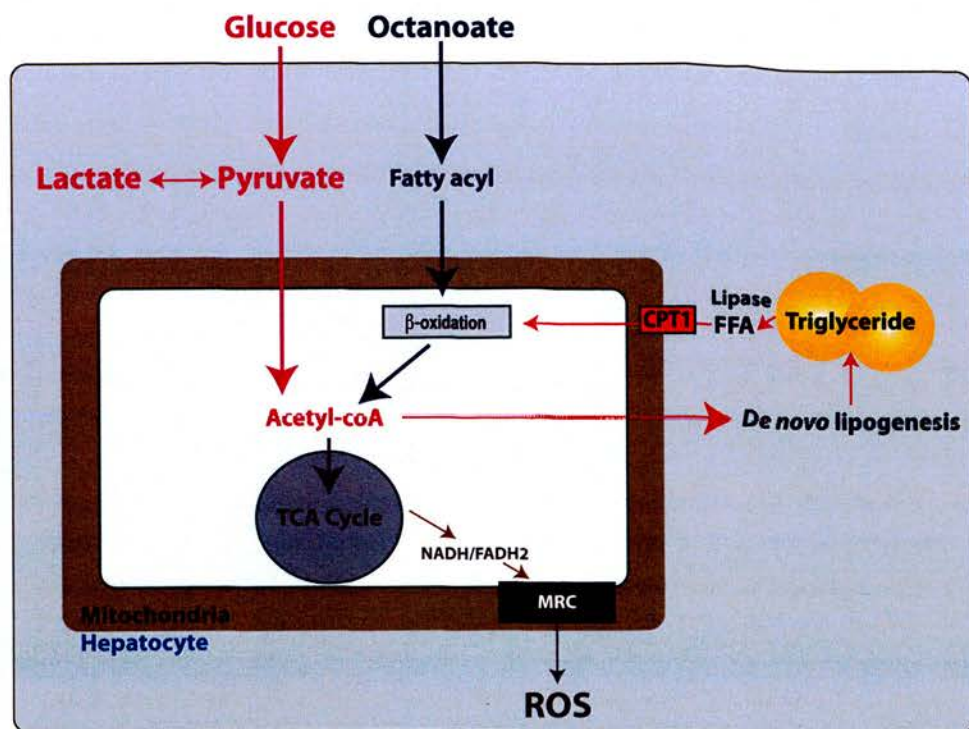 Glucose Octanoate
Lactate Pyruvate Fatty acyl
β-oxidation
CPT1
Lipase
FFA
Triglyceride
Acetyl-coA
De novo lipogenesis
TCA Cycle
NADH/FADH2
MRC
Mitochondria
Hepatocyte
ROS